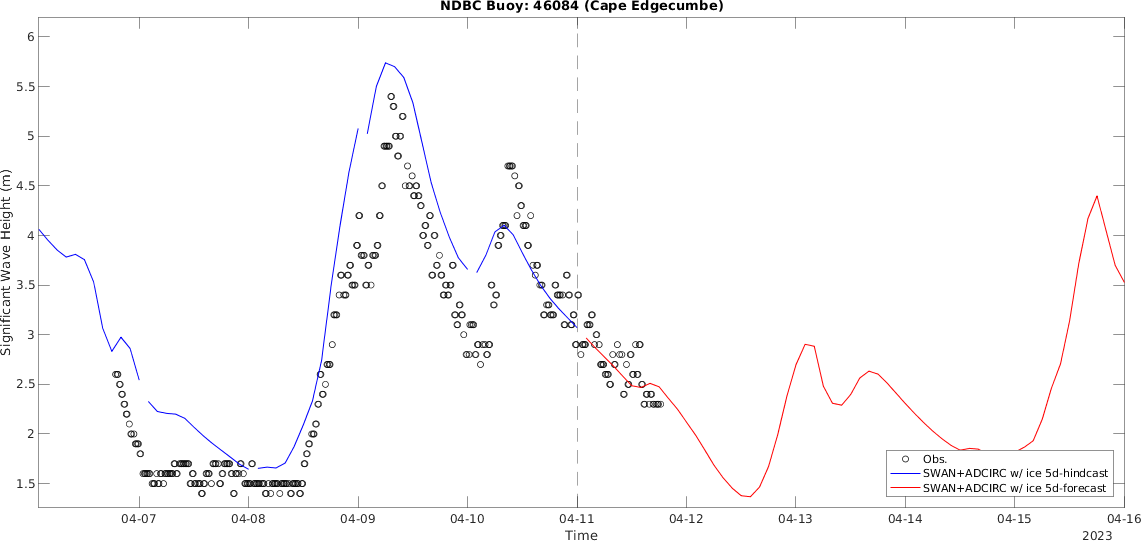 NDBC Buoy: 46084 (Cape Edgecumbe)
6
5.5
5
4.5
4
3.5
3
2.5
2
1.5
Significant Wave Height (m)
Obs.
SWAN+ADCIRC w/ ice 5d-hindcast
SWAN+ADCIRC w/ ice 5d-forecast
04-07 04-08 04-09 04-10 04-11 04-12 04-13 04-14 04-15 04-16
Time
2023